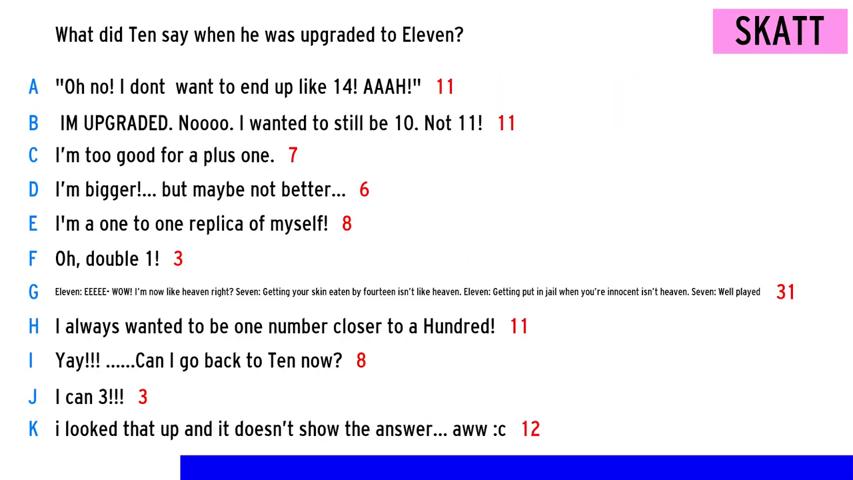 What did Ten say when he was upgraded to Eleven?
SKATT
A "Oh no! I dont  want to end up like 14! AAAH!" 11
B IM UPGRADED. Noooo. I wanted to still be 10. Not 11! 11
C I'm too good for a plus one. 7
D I'm bigger!... but maybe not better... 6
E I'm a one to one replica of myself! 8
F Oh, double 1! 3
G Eleven: EEEEE- WOW! I'm now like heaven right? Seven: Getting your skin eaten by fourteen isn't like heaven. Eleven: Getting put in jail when you're innocent isn't heaven. Seven: Well played 31
H I always wanted to be one number closer to a Hundred! 11
I Yay!!! ......Can I go back to Ten now? 8
J I can 3!!! 3
K i looked that up and it doesn't show the answer... aww :c 12